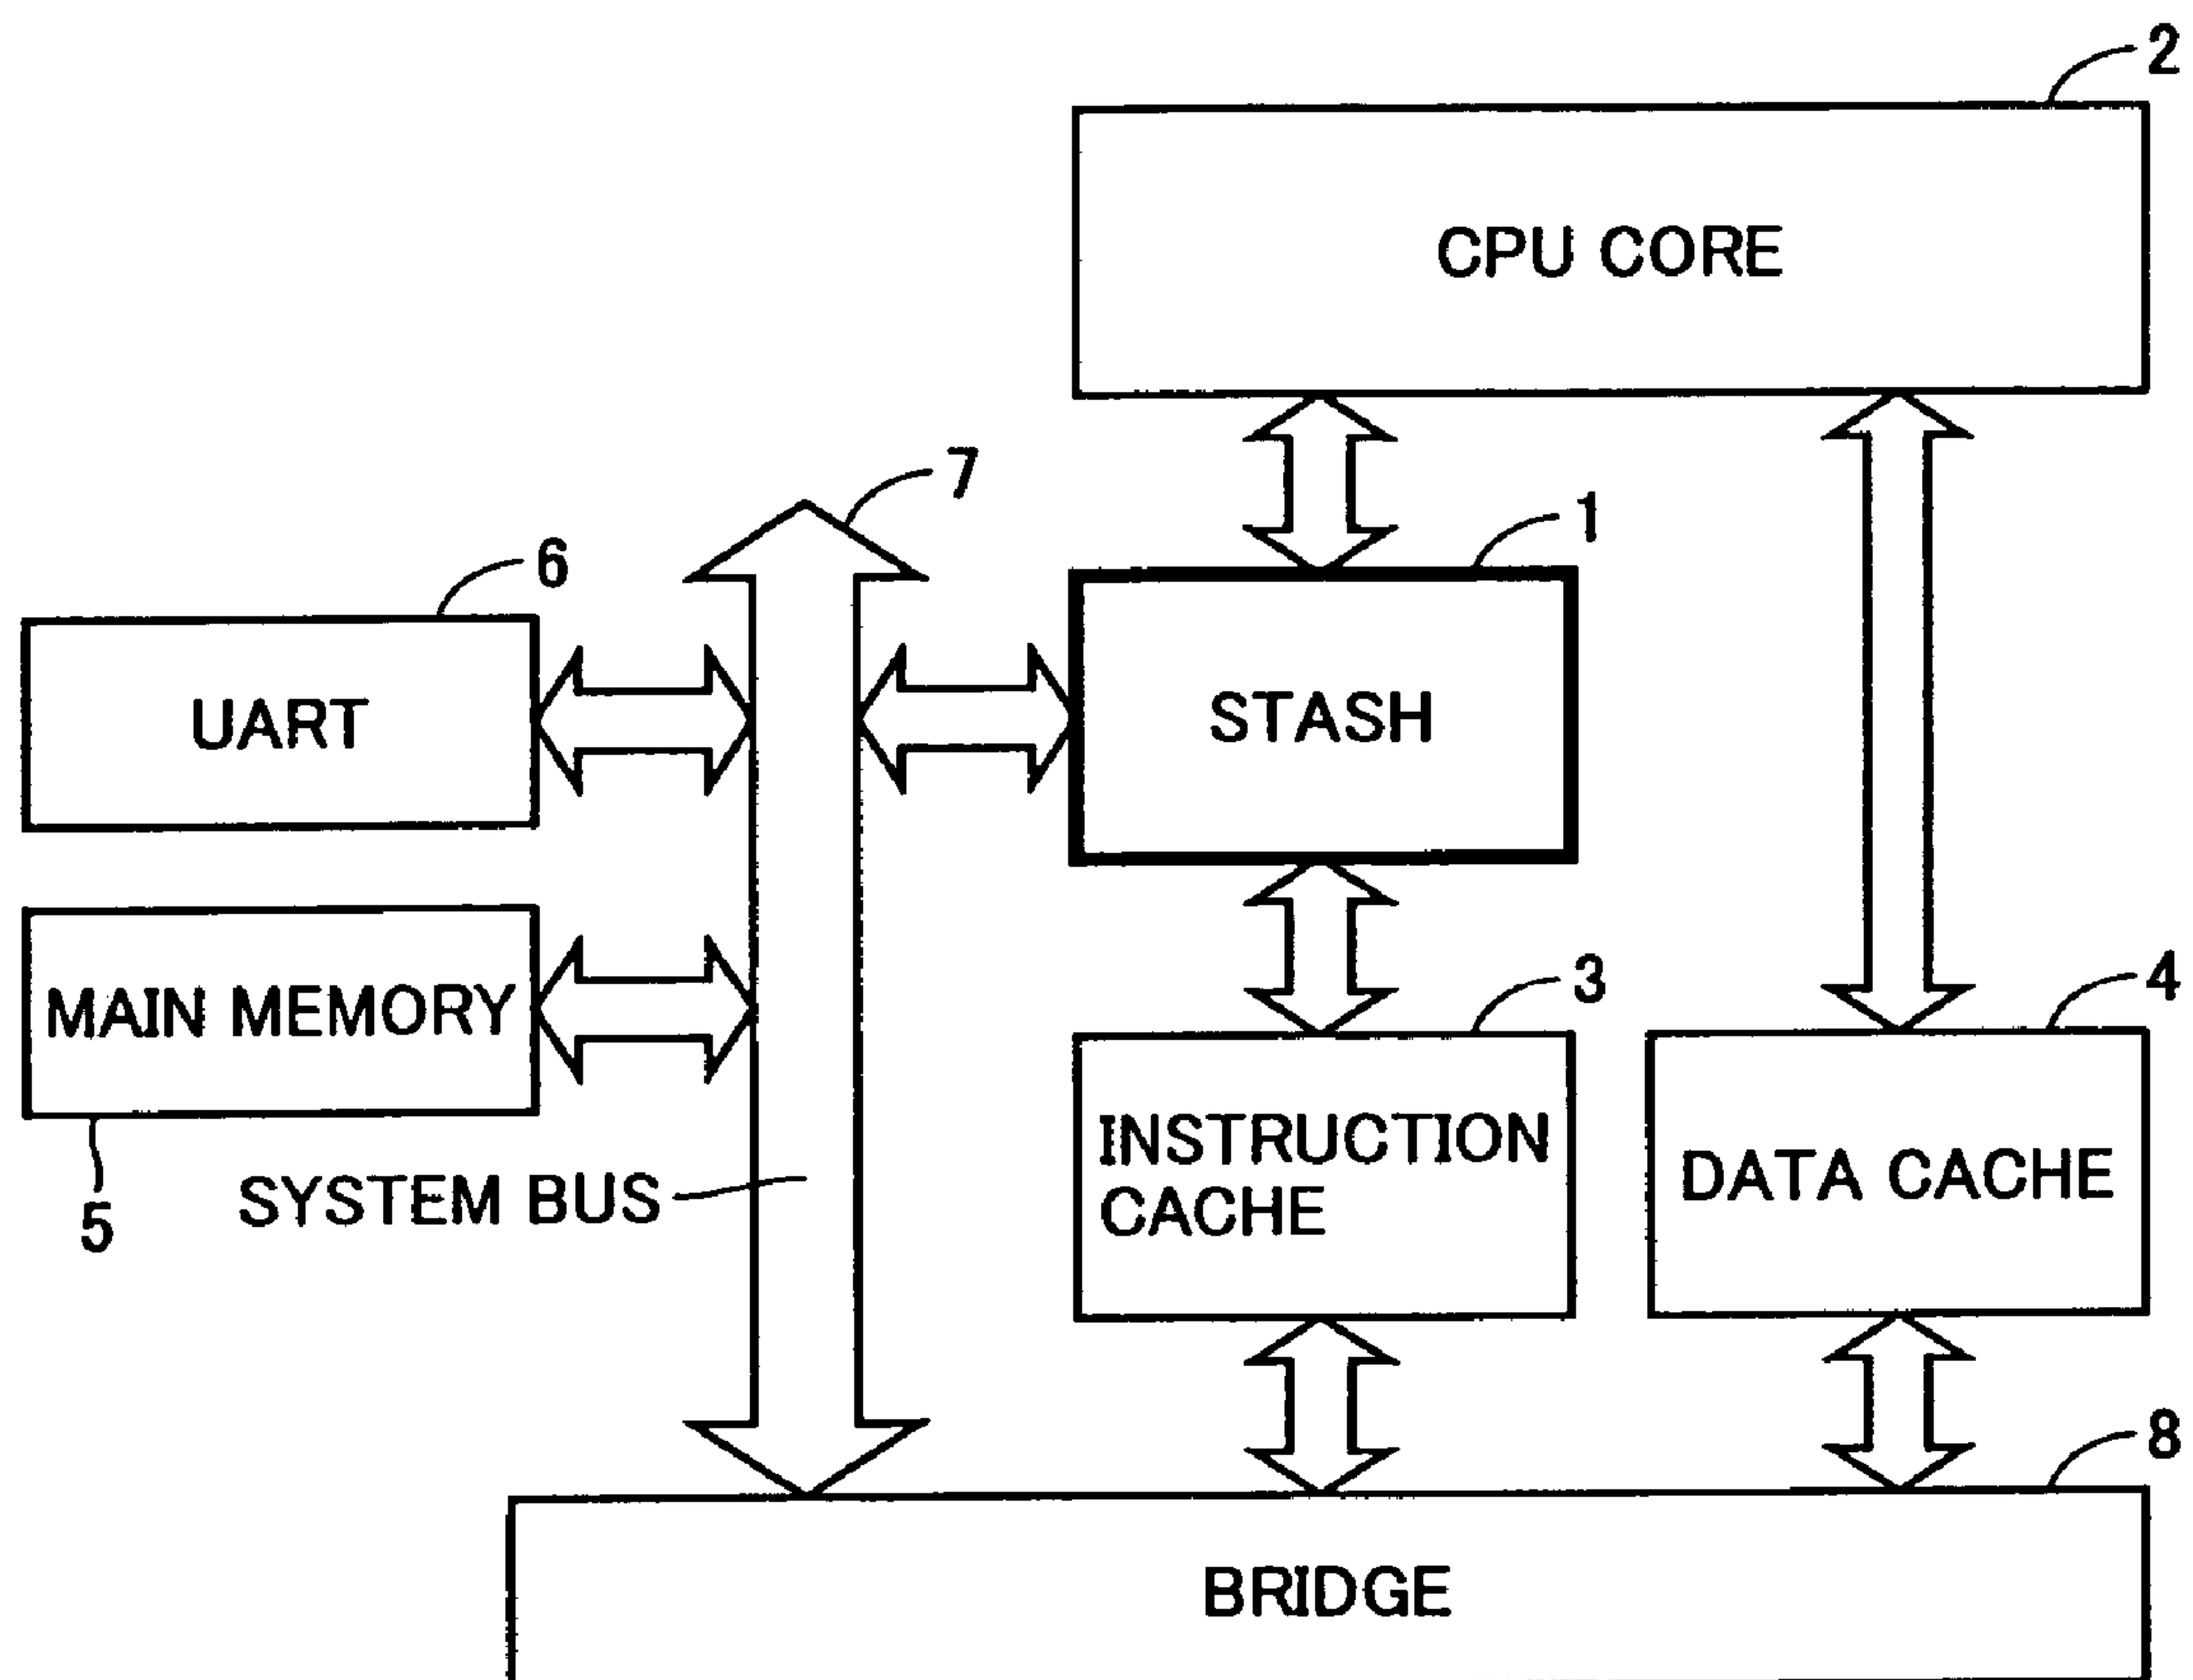 2
CPU CORE
7
1
6
UART
STASH
3
4
MAIN MEMORY
INSTRUCTION
CACHE
DATA CACHE
SYSTEM BUS
5
8
BRIDGE